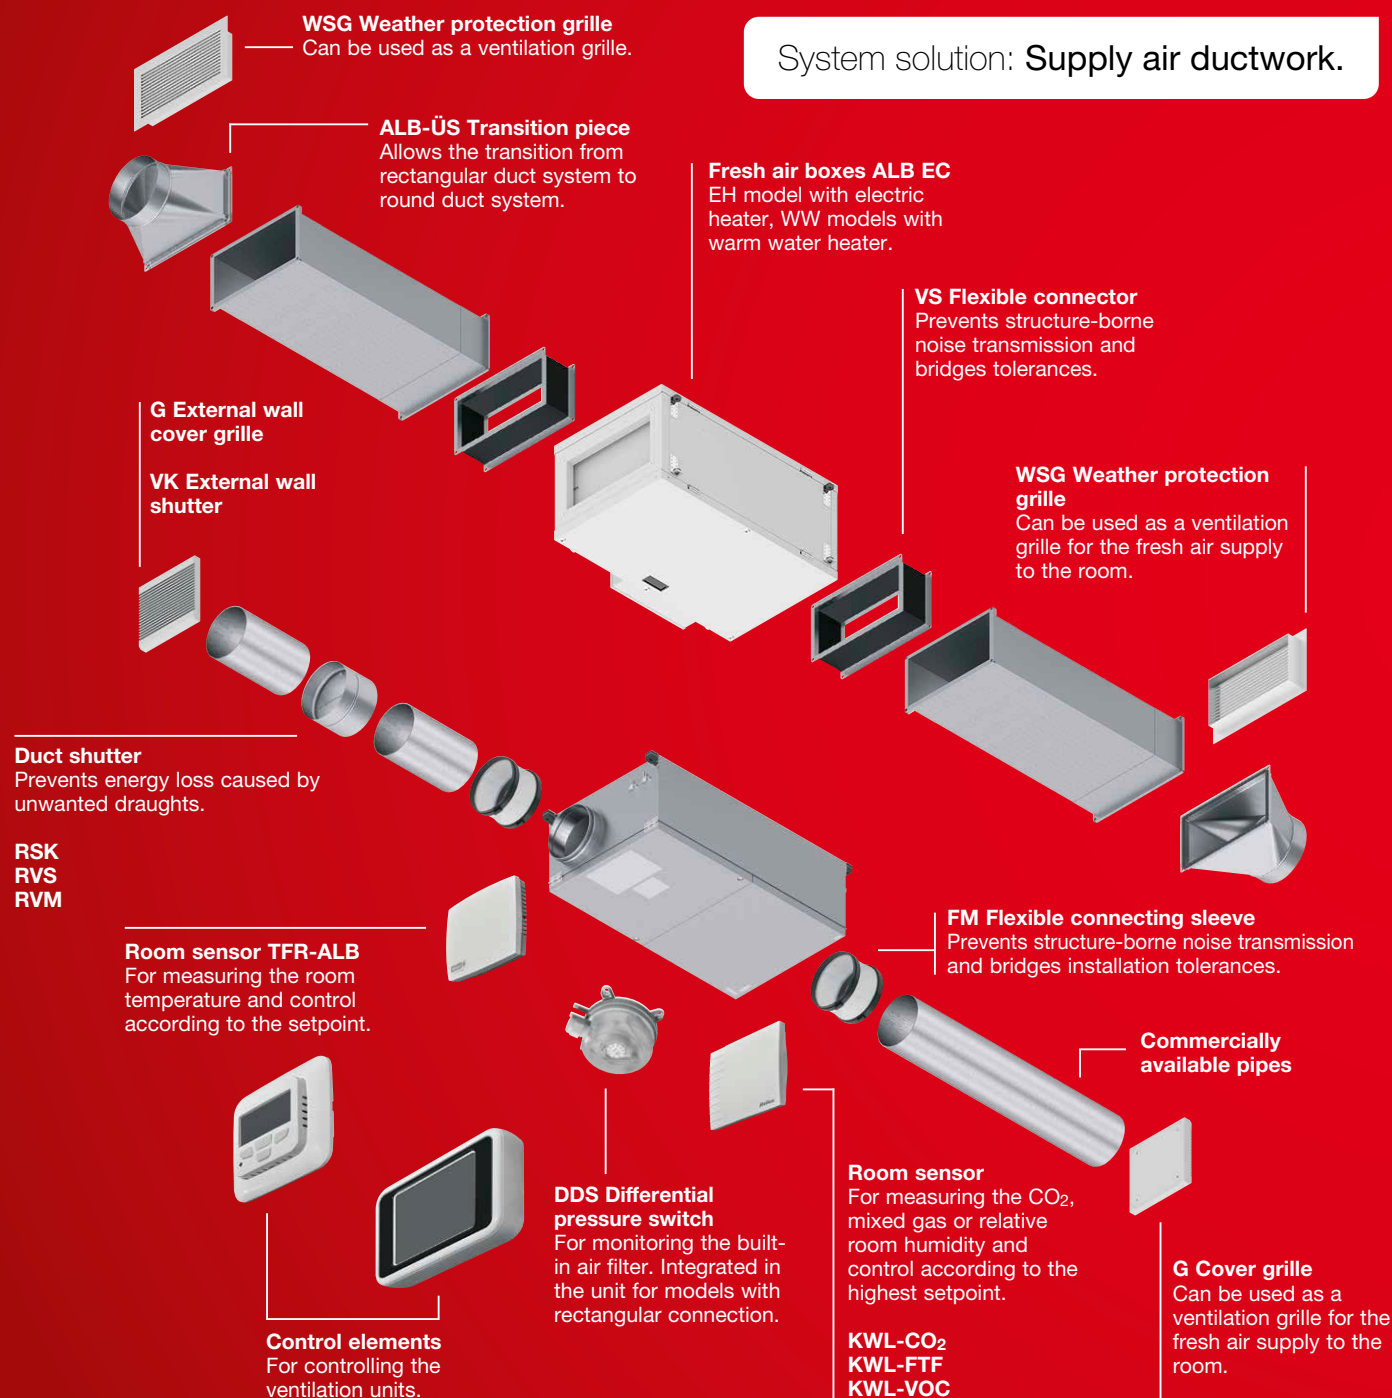 WSG Weather protection grille
Can be used as a ventilation grille.
System solution: Supply air ductwork.
ALB-ÜS Transition piece
Allows the transition from
rectangular duct system to
round duct system.
Fresh air boxes ALB EC
EH model with electric
heater, WW models with
warm water heater.
VS Flexible connector
Prevents structure-borne
noise transmission and
bridges tolerances.
G External wall
cover grille
VK External wall
shutter
WSG Weather protection
grille
Can be used as a ventilation
grille for the fresh air supply
to the room.
Duct shutter
Prevents energy loss caused by
unwanted draughts.
RSK
RVS
RVM
Room sensor TFR-ALB
For measuring the room
temperature and control
according to the setpoint.
FM Flexible connecting sleeve
Prevents structure-borne noise transmission
and bridges installation tolerances.
Commercially
available pipes
DDS Differential
pressure switch
For monitoring the built-
in air filter. Integrated in
the unit for models with
rectangular connection.
Room sensor
For measuring the CO₂,
mixed gas or relative
room humidity and
control according to the
highest setpoint.
KWL-CO₂
KWL-FTF
KWL-VOC
G Cover grille
Can be used as a
ventilation grille for the
fresh air supply to the
room.
Control elements
For controlling the
ventilation units.